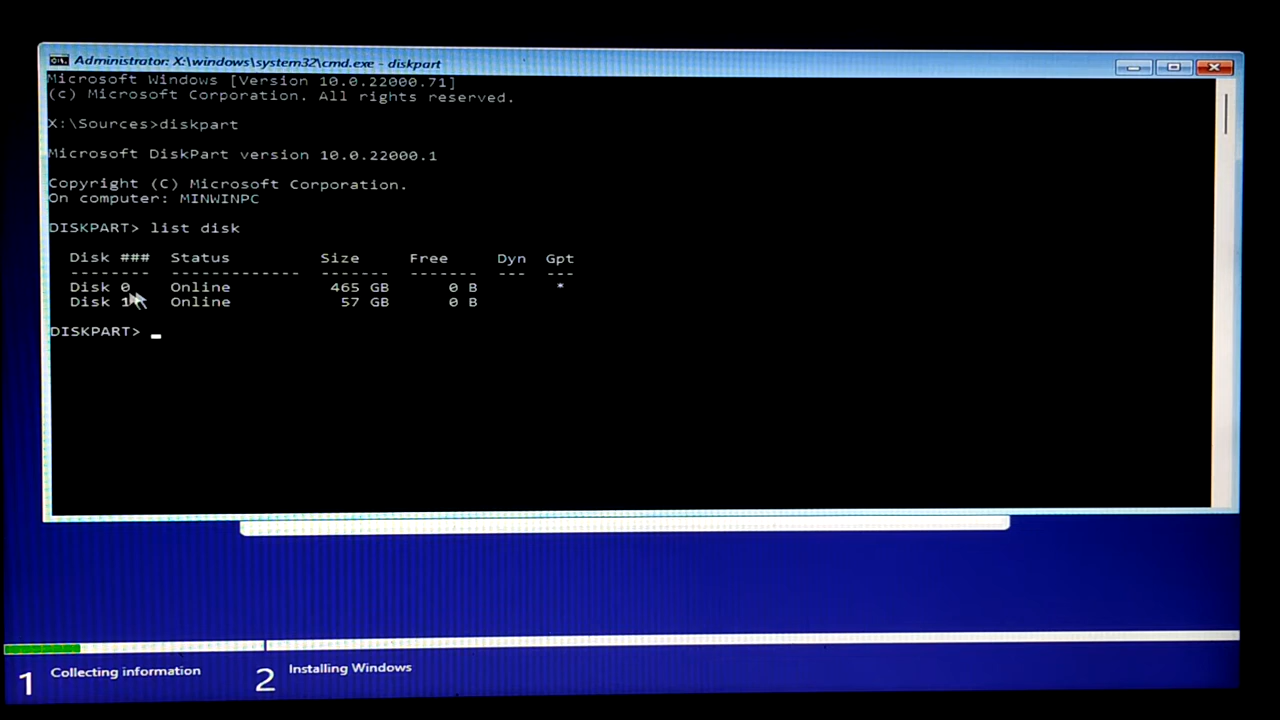 Administrator: X:\windows\system32\cmd.exe - diskpart
Microsoft Windows [Version 10.0.22000.71]
(c) Microsoft Corporation. All rights reserved.
X:\Sources>diskpart
Microsoft DiskPart version 10.0.22000.1
Copyright (C) Microsoft Corporation.
On computer: MINWINPC
DISKPART> list disk
Disk ### Status Size Free Dyn Gpt
-------- ------------- ------- ------- --- ---
Disk 0 Online 465 GB 0 B *
Disk 1 Online 57 GB 0 B
DISKPART>
1 Collecting information
2 Installing Windows